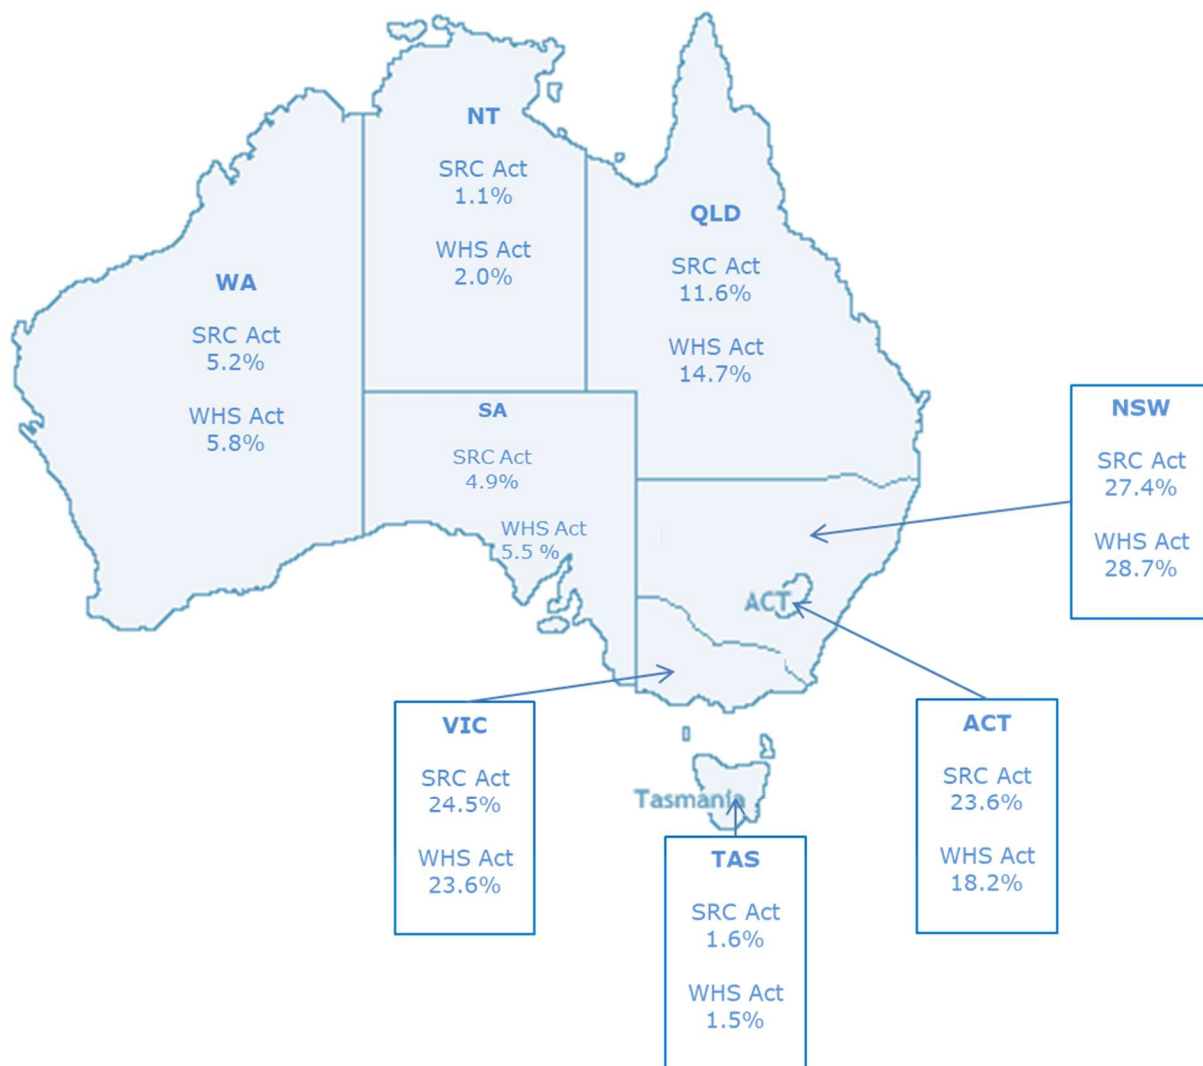 NT
SRC Act
1.1%
WHS Act
2.0%
QLD
SRC Act
11.6%
WHS Act
14.7%
WA
SRC Act
5.2%
WHS Act
5.8%
SA
SRC Act
4.9%
WHS Act
5.5 %
NSW
SRC Act
27.4%
WHS Act
28.7%
ACT
VIC
SRC Act
24.5%
WHS Act
23.6%
Tasmania
TAS
SRC Act
1.6%
WHS Act
1.5%
ACT
SRC Act
23.6%
WHS Act
18.2%